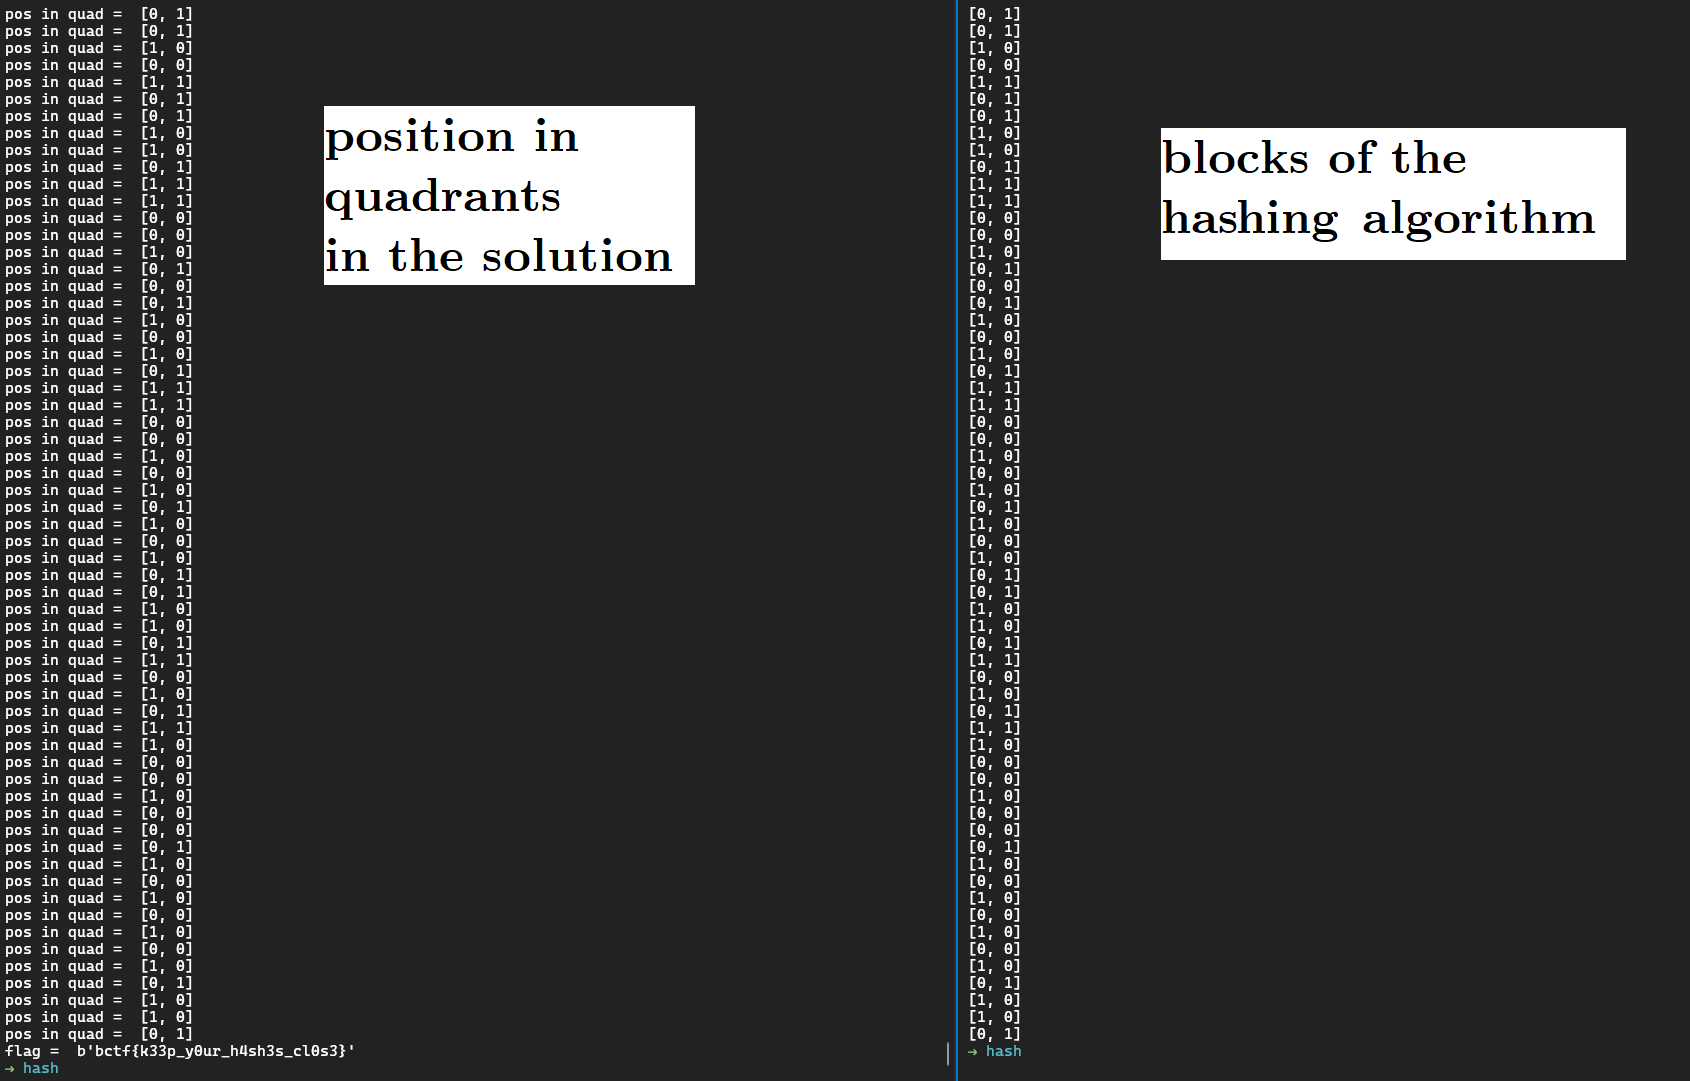 pos in quad =  [0, 1]
pos in quad =  [0, 1]
pos in quad =  [1, 0]
pos in quad =  [0, 0]
pos in quad =  [1, 1]
pos in quad =  [0, 1]
pos in quad =  [0, 1]
pos in quad =  [1, 0]
pos in quad =  [1, 0]
pos in quad =  [0, 1]
pos in quad =  [1, 1]
pos in quad =  [1, 1]
pos in quad =  [0, 0]
pos in quad =  [0, 0]
pos in quad =  [1, 0]
pos in quad =  [0, 1]
pos in quad =  [0, 0]
pos in quad =  [0, 1]
pos in quad =  [1, 0]
pos in quad =  [0, 0]
pos in quad =  [1, 0]
pos in quad =  [0, 1]
pos in quad =  [1, 1]
pos in quad =  [1, 1]
pos in quad =  [0, 0]
pos in quad =  [0, 0]
pos in quad =  [1, 0]
pos in quad =  [0, 0]
pos in quad =  [1, 0]
pos in quad =  [0, 1]
pos in quad =  [1, 0]
pos in quad =  [0, 0]
pos in quad =  [1, 0]
pos in quad =  [0, 1]
pos in quad =  [0, 1]
pos in quad =  [1, 0]
pos in quad =  [1, 0]
pos in quad =  [0, 1]
pos in quad =  [1, 1]
pos in quad =  [0, 0]
pos in quad =  [1, 0]
pos in quad =  [0, 1]
pos in quad =  [1, 1]
pos in quad =  [1, 0]
pos in quad =  [0, 0]
pos in quad =  [0, 0]
pos in quad =  [1, 0]
pos in quad =  [0, 0]
pos in quad =  [0, 0]
pos in quad =  [0, 1]
pos in quad =  [1, 0]
pos in quad =  [0, 0]
pos in quad =  [1, 0]
pos in quad =  [0, 0]
pos in quad =  [1, 0]
pos in quad =  [0, 0]
pos in quad =  [1, 0]
pos in quad =  [0, 1]
pos in quad =  [1, 0]
pos in quad =  [1, 0]
pos in quad =  [0, 1]
flag =  b'bctf{k33p_y0ur_h4sh3s_cl0s3}'
→ hash
position in
quadrants
in the solution
[0, 1]
[0, 1]
[1, 0]
[0, 0]
[1, 1]
[0, 1]
[0, 1]
[1, 0]
[1, 0]
[0, 1]
[1, 1]
[1, 1]
[0, 0]
[0, 0]
[1, 0]
[0, 1]
[0, 0]
[0, 1]
[1, 0]
[0, 0]
[1, 0]
[0, 1]
[1, 1]
[1, 1]
[0, 0]
[0, 0]
[1, 0]
[0, 0]
[1, 0]
[0, 1]
[1, 0]
[0, 0]
[1, 0]
[0, 1]
[0, 1]
[1, 0]
[1, 0]
[0, 1]
[1, 1]
[0, 0]
[1, 0]
[0, 1]
[1, 1]
[1, 0]
[0, 0]
[0, 0]
[1, 0]
[0, 0]
[0, 0]
[0, 1]
[1, 0]
[0, 0]
[1, 0]
[0, 0]
[1, 0]
[0, 0]
[1, 0]
[0, 1]
[1, 0]
[1, 0]
[0, 1]
→ hash
blocks of the
hashing algorithm